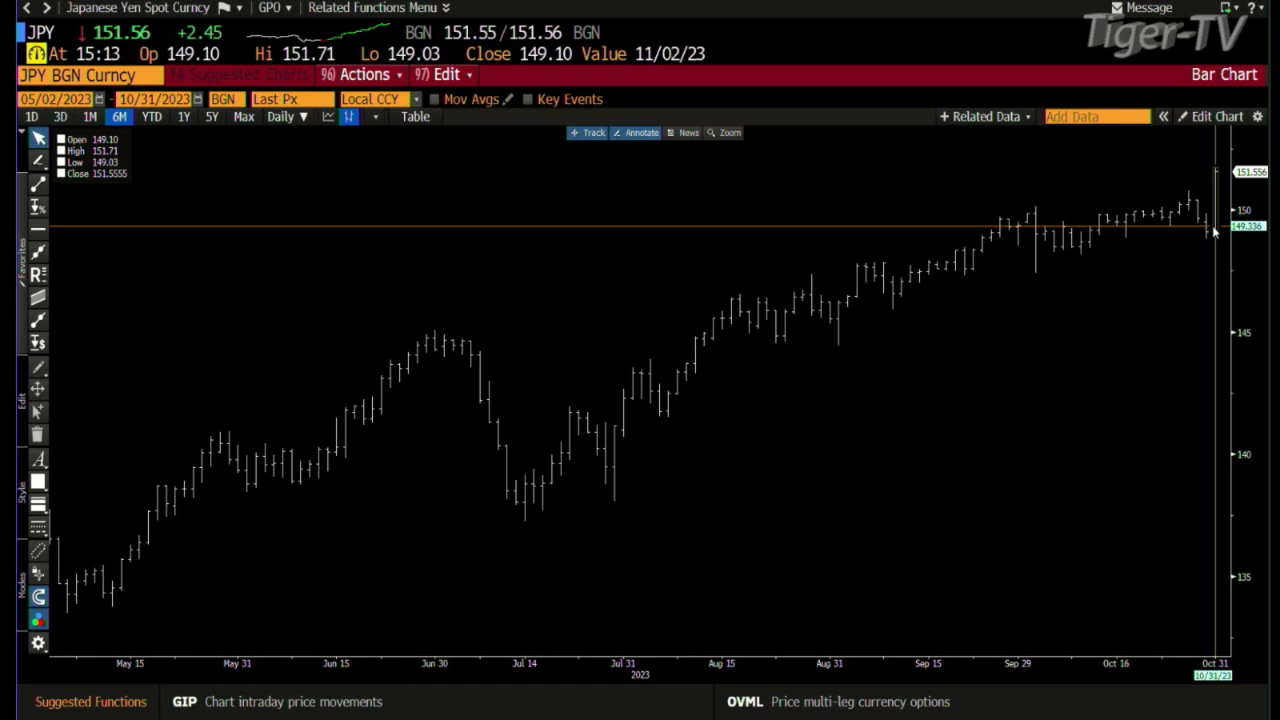 Japanese Yen Spot Curncy GPO Related Functions Menu Message
Tiger-TV
JPY ↓ 151.56 +2.45 BGN 151.55/151.56 BGN
At 15:13 Op 149.10 Hi 151.71 Lo 149.03 Close 149.10 Value 11/02/23
JPY BGN Curncy 94) Suggested Charts 96) Actions 97) Edit Bar Chart
05/02/2023 - 10/31/2023 BGN Last Px Local CCY Mov Avgs Key Events
1D 3D 1M 6M YTD 1Y 5Y Max Daily ▼ Table + Related Data Add Data « Edit Chart
Track Annotate News Zoom
Open 149.10
High 151.71
Low 149.03
Close 151.5555
151.556
150
149.336
145
140
135
Favorites
Edit
Style
Modes
May 15 May 31 Jun 15 Jun 30 Jul 14 Jul 31 Aug 15 Aug 31 Sep 15 Sep 29 Oct 16 Oct 31
2023 10/31/23
Suggested Functions GIP Chart intraday price movements OVML Price multi-leg currency options